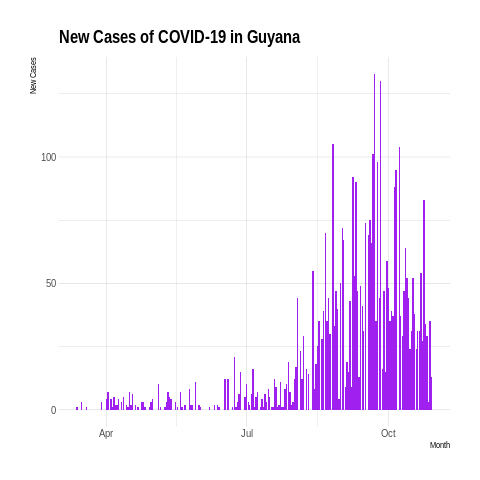 New Cases of COVID-19 in Guyana
New Cases
100
50
0
Apr
Jul
Oct
Month